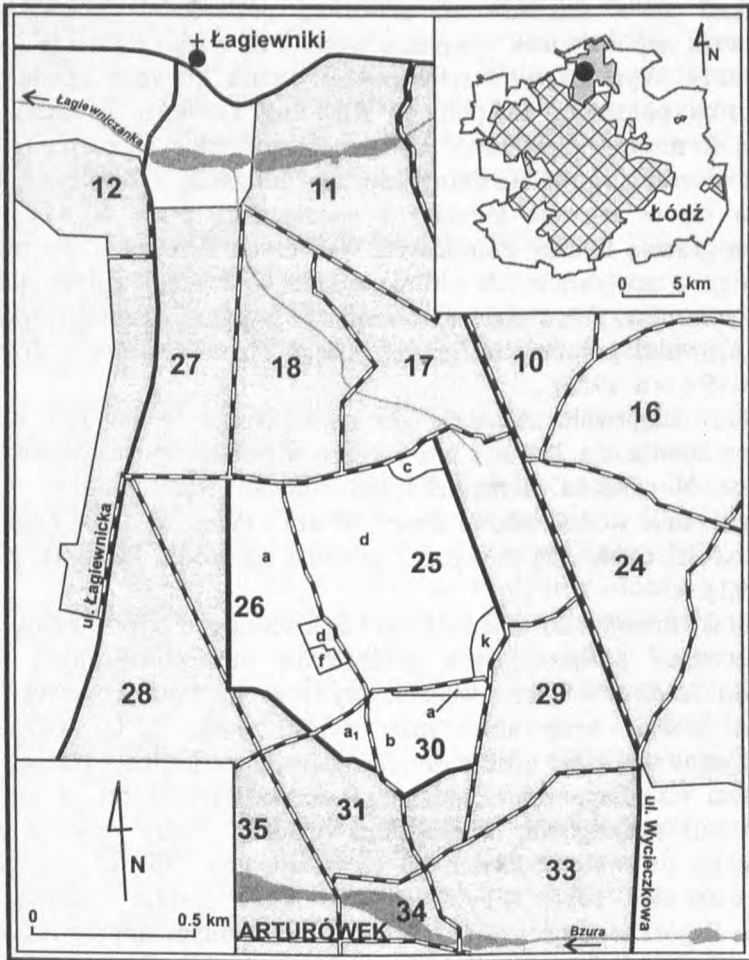 Łagiewniki
N
Łagiewniczanka
12
11
Łódź
0 5 km
27
18
17
10
16
c
d
a
25
24
ul. Łagiewnicka
26
d
f
k
28
29
a
a₁
b
30
31
35
N
33
ul. Wycieczkowa
0 0.5 km
34
ARTURÓWEK
Bzura